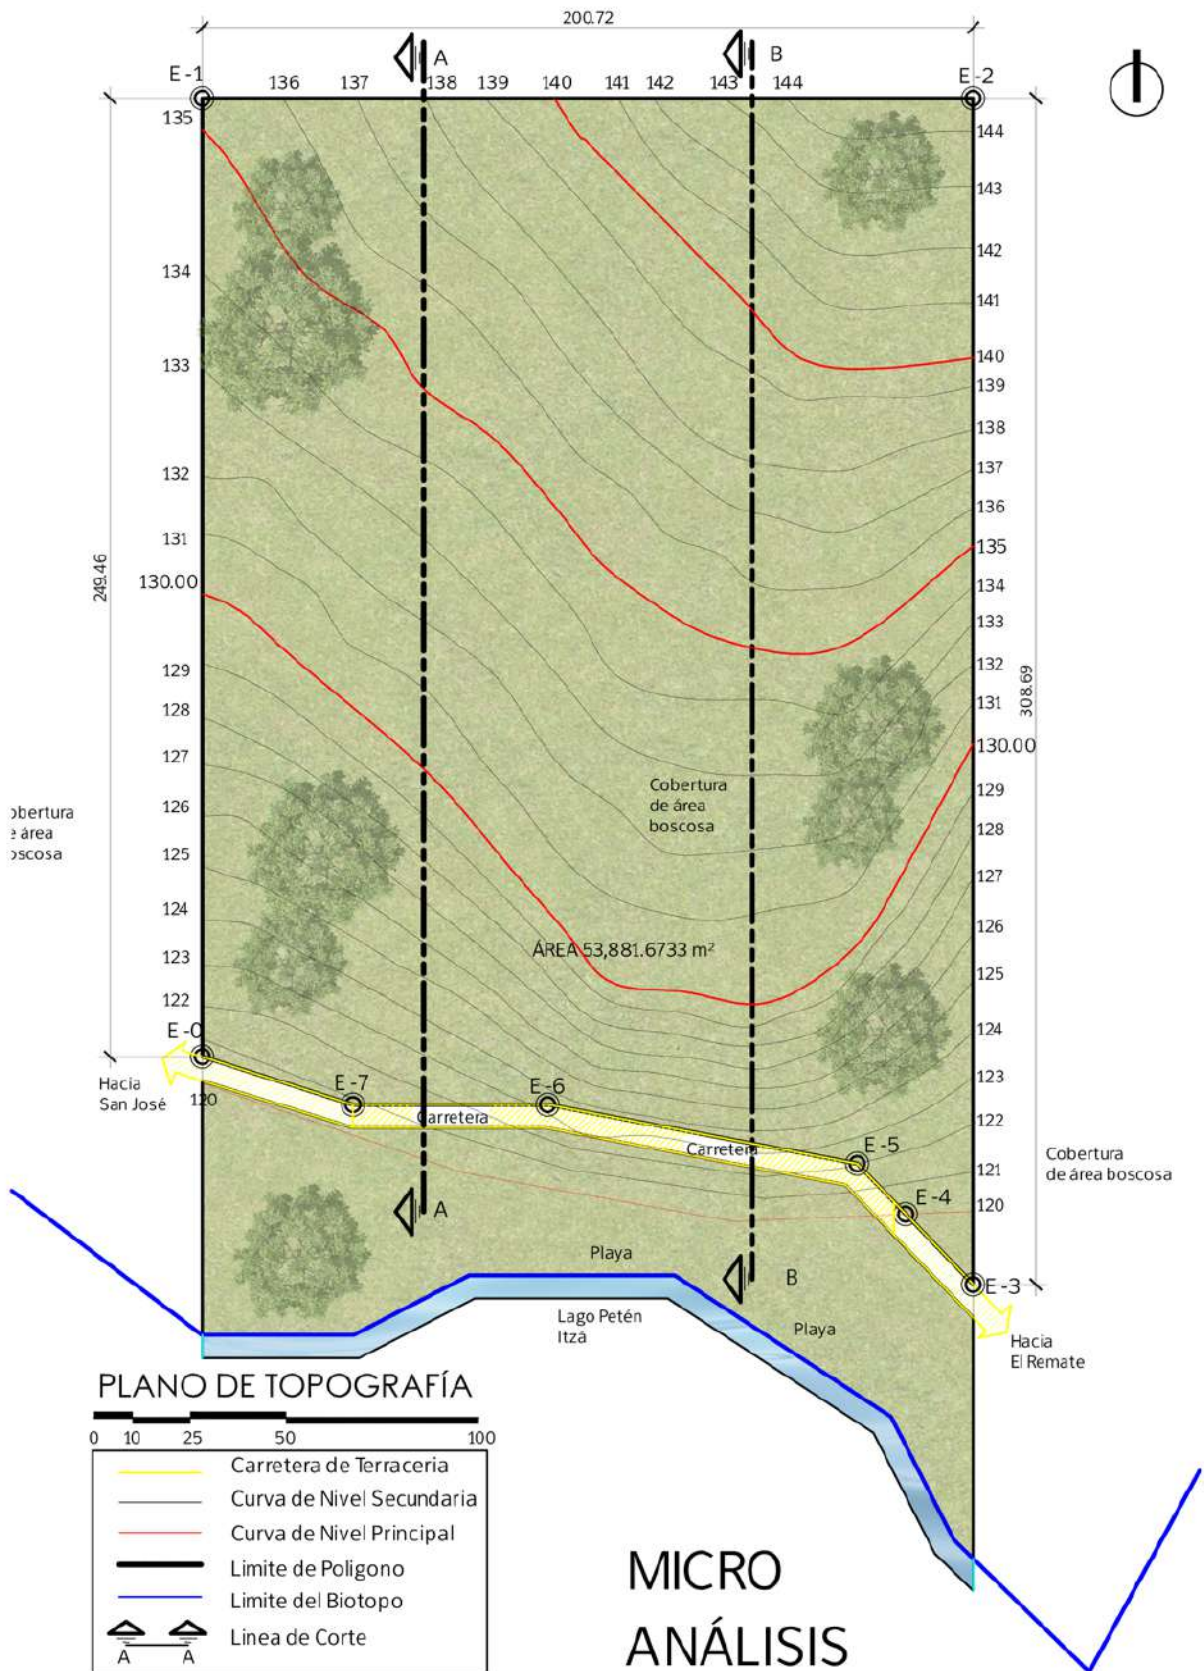 200.72
A
B
E-1
136
137
138
139
140
141
142
143
144
E-2
135
134
133
132
131
130.00
129
128
127
126
125
124
123
122
E-0
120
249.46
144
143
142
141
140
139
138
137
136
135
134
133
132
131
130.00
129
128
127
126
125
124
123
122
121
120
308.69
obertura
e área
oscosa
Cobertura
de área
boscosa
ÁREA 53,881.6733 m²
Hacia
San José
E-7
E-6
Carretera
Carretera
E-5
E-4
E-3
Cobertura
de área boscosa
A
B
Playa
Lago Petén
Itzá
Playa
Hacia
El Remate
PLANO DE TOPOGRAFÍA
0 10 25 50 100
Carretera de Terraceria
Curva de Nivel Secundaria
Curva de Nivel Principal
Limite de Poligono
Limite del Biotopo
Linea de Corte
A A
MICRO
ANÁLISIS